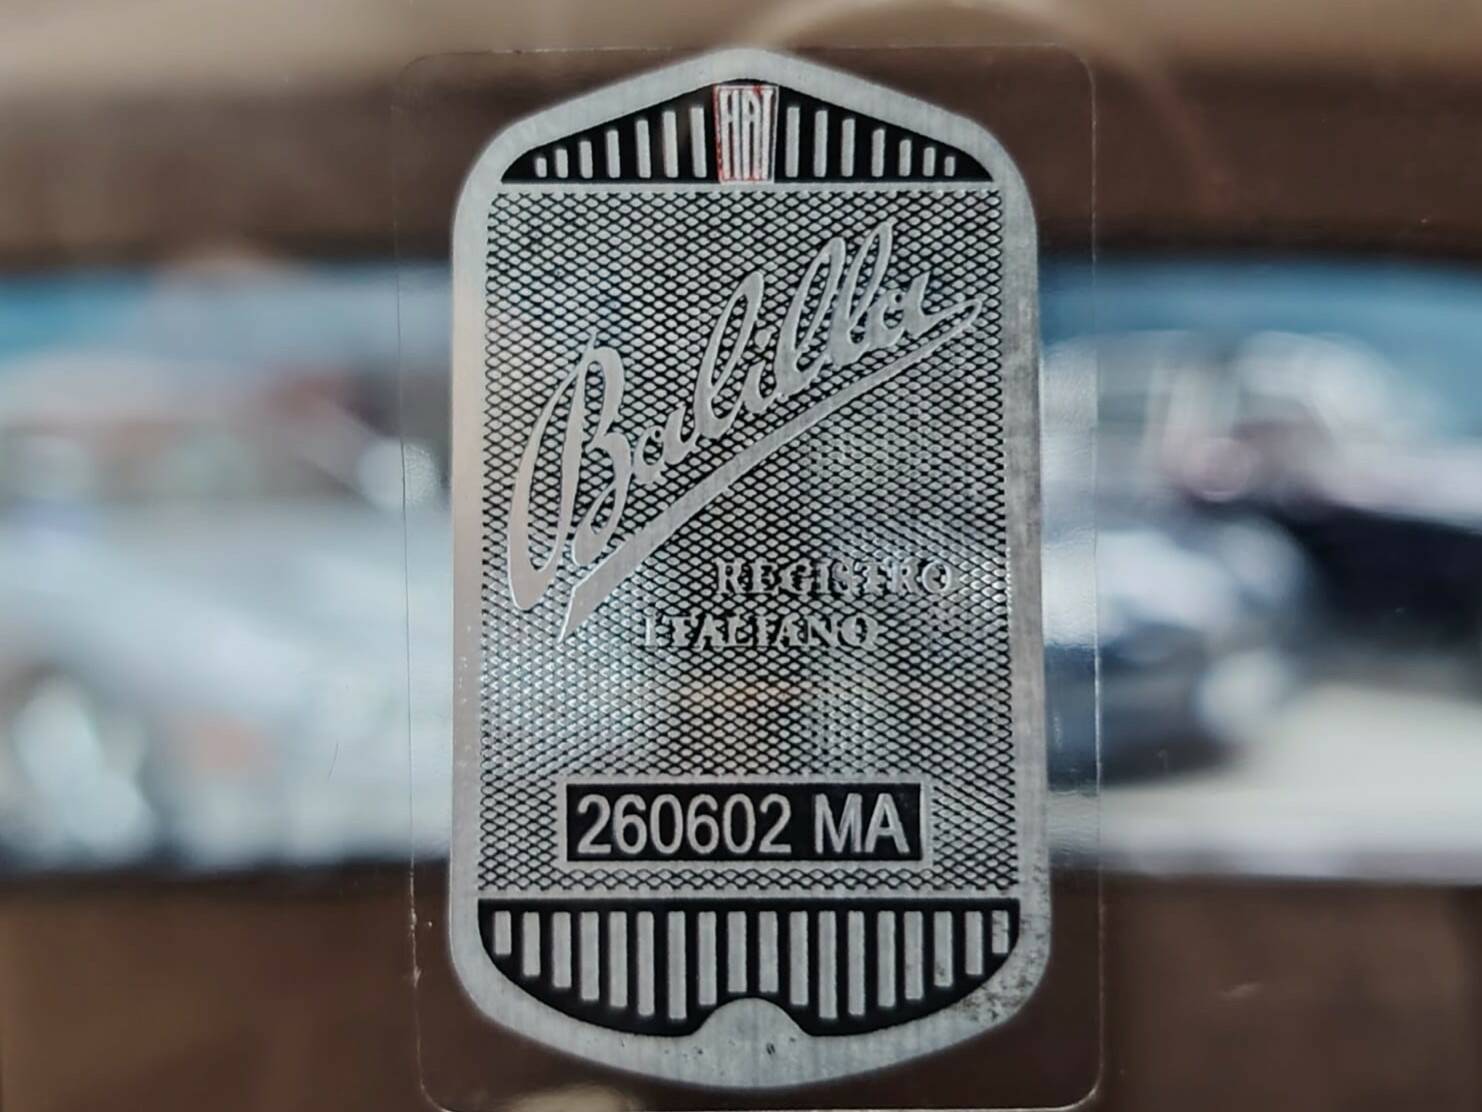 FIAT
Balilla
REGISTRO
ITALIANO
260602 MA